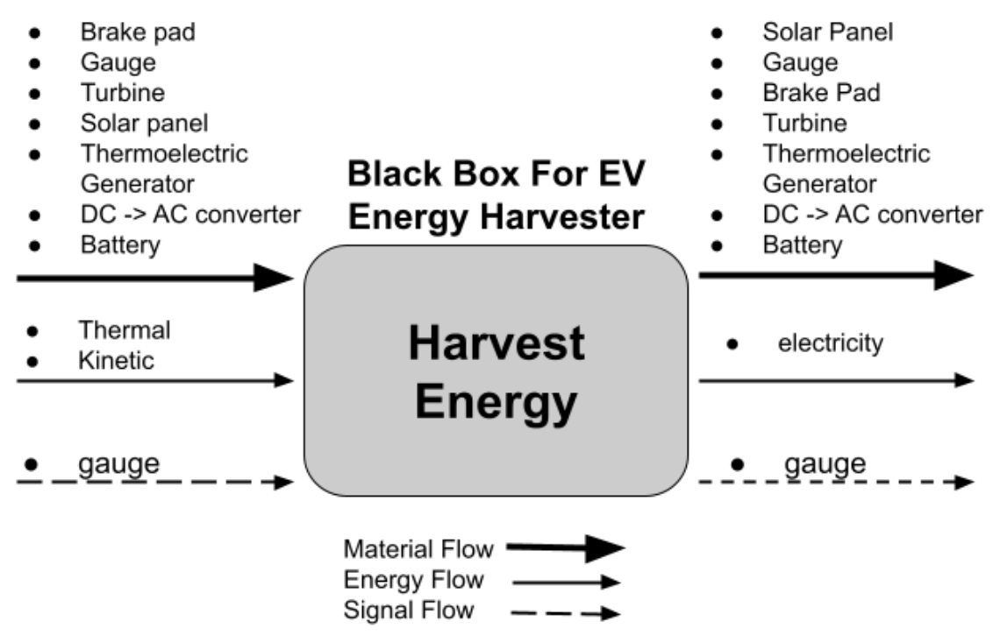 Brake pad
Gauge
Turbine
Solar panel
Thermoelectric
Generator
DC -> AC converter
Battery
Thermal
Kinetic
gauge
Black Box For EV
Energy Harvester
Harvest
Energy
Solar Panel
Gauge
Brake Pad
Turbine
Thermoelectric
Generator
DC -> AC converter
Battery
electricity
gauge
Material Flow
Energy Flow
Signal Flow